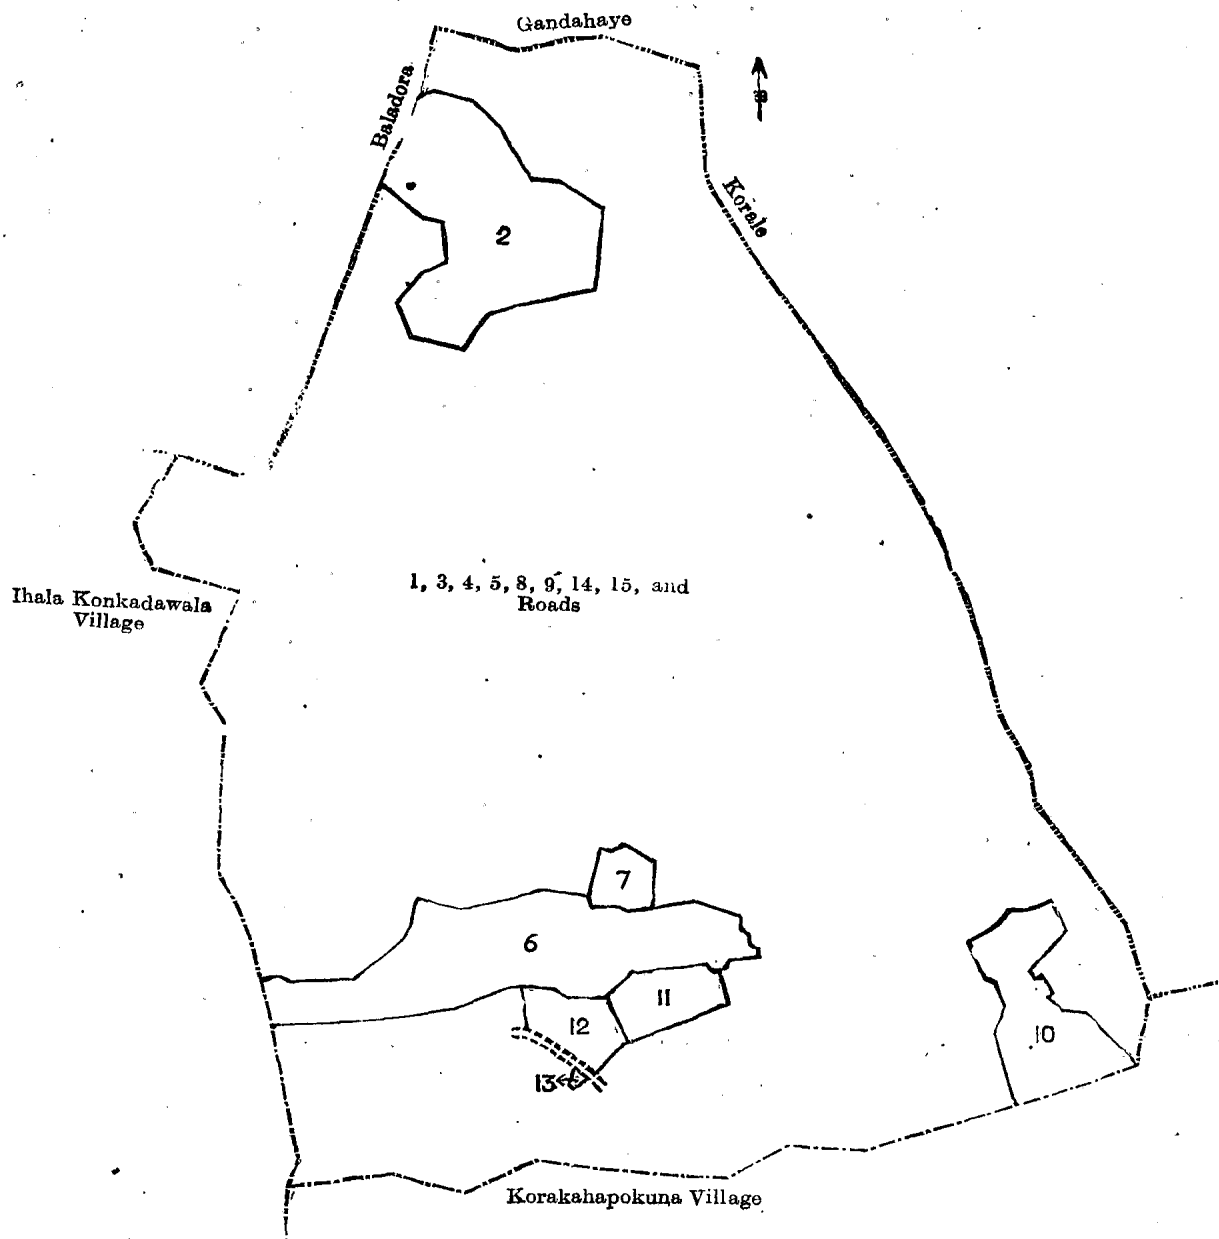 Gandahaye
Baladora
Korale
2
1, 3, 4, 5, 8, 9, 14, 15, and
Roads
Ihala Konkadawala
Village
7
6
11
12
10
13
Korakahapokuna Village